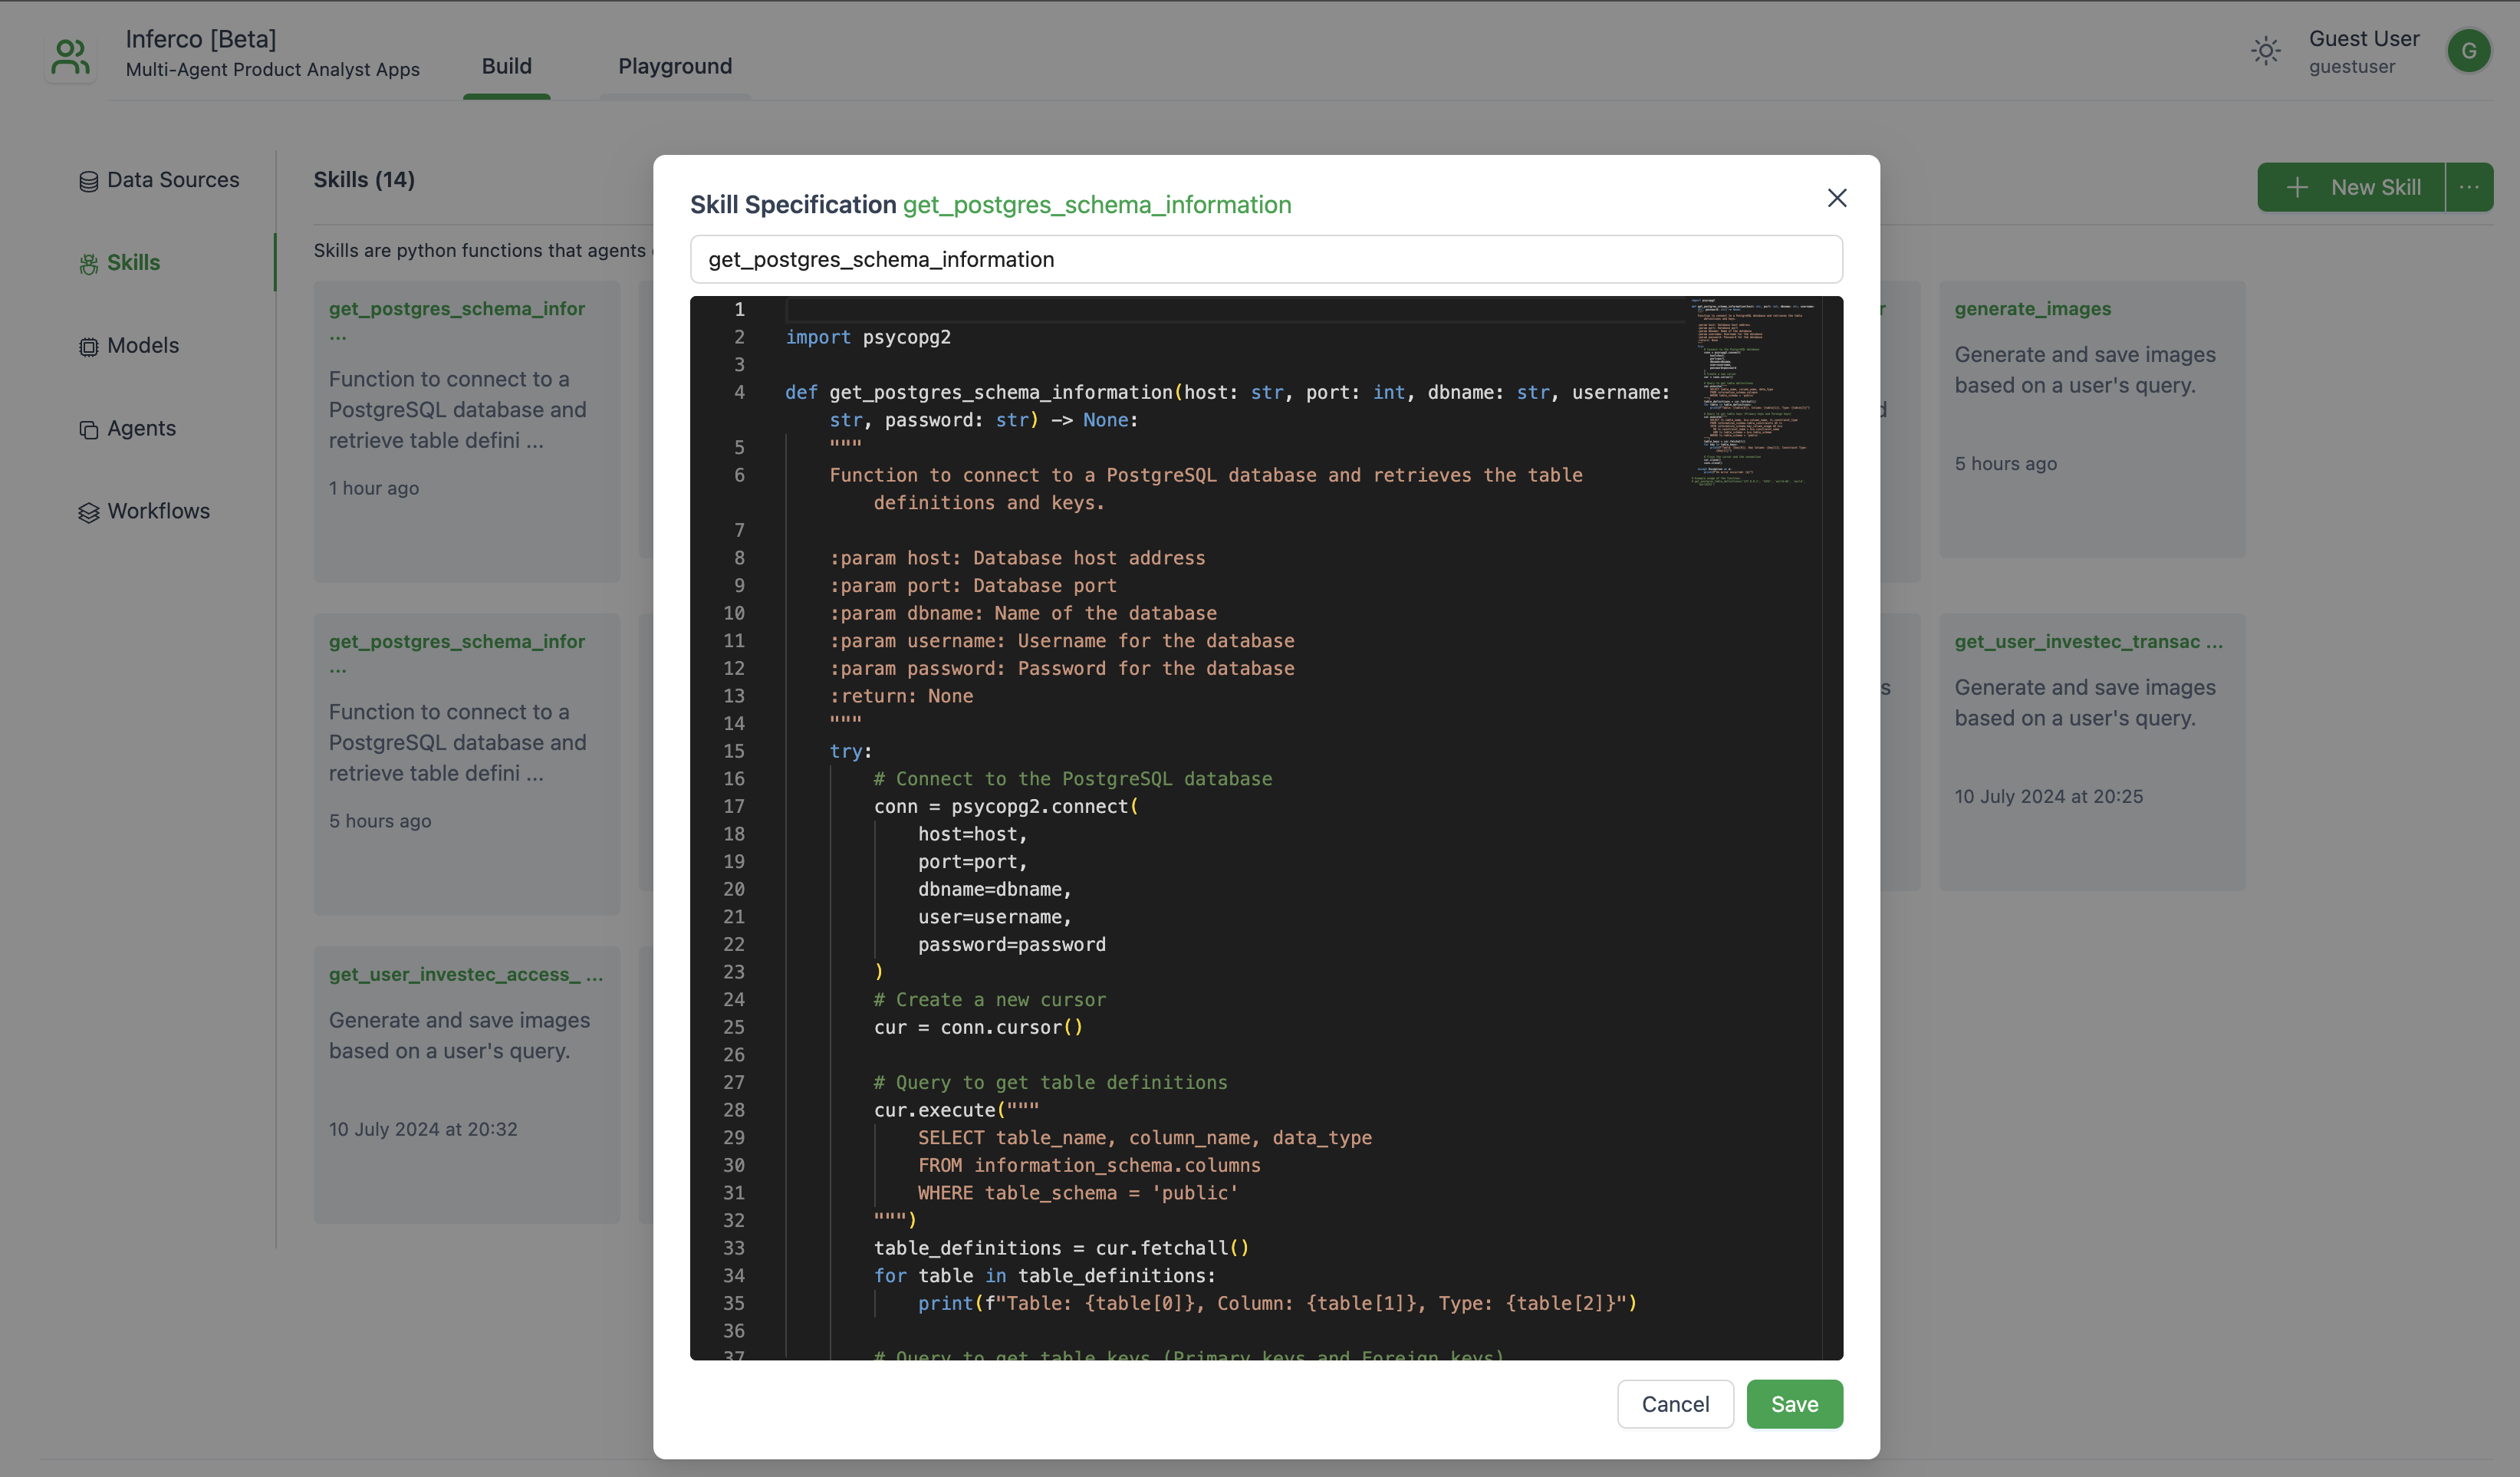 Inferco [Beta]
Multi-Agent Product Analyst Apps
Build
Playground
Guest User
guestuser
G
Data Sources
Skills
Models
Agents
Workflows
Skills (14)
New Skill
Skills are python functions that agents
get_postgres_schema_infor
...
Function to connect to a
PostgreSQL database and
retrieve table defini ...
1 hour ago
get_postgres_schema_infor
...
Function to connect to a
PostgreSQL database and
retrieve table defini ...
5 hours ago
get_user_investec_access_ ...
Generate and save images
based on a user's query.
10 July 2024 at 20:32
Skill Specification get_postgres_schema_information
get_postgres_schema_information
1
2 import psycopg2
3
4 def get_postgres_schema_information(host: str, port: int, dbname: str, username:
str, password: str) -> None:
5 """
6 Function to connect to a PostgreSQL database and retrieves the table
definitions and keys.
7
8 :param host: Database host address
9 :param port: Database port
10 :param dbname: Name of the database
11 :param username: Username for the database
12 :param password: Password for the database
13 :return: None
14 """
15 try:
16 # Connect to the PostgreSQL database
17 conn = psycopg2.connect(
18 host=host,
19 port=port,
20 dbname=dbname,
21 user=username,
22 password=password
23 )
24 # Create a new cursor
25 cur = conn.cursor()
26
27 # Query to get table definitions
28 cur.execute("""
29 SELECT table_name, column_name, data_type
30 FROM information_schema.columns
31 WHERE table_schema = 'public'
32 """)
33 table_definitions = cur.fetchall()
34 for table in table_definitions:
35 print(f"Table: {table[0]}, Column: {table[1]}, Type: {table[2]}")
36
37 # Query to get table keys (Primary keys and Foreign keys)
Cancel
Save
generate_images
Generate and save images
based on a user's query.
5 hours ago
get_user_investec_transac ...
Generate and save images
based on a user's query.
10 July 2024 at 20:25